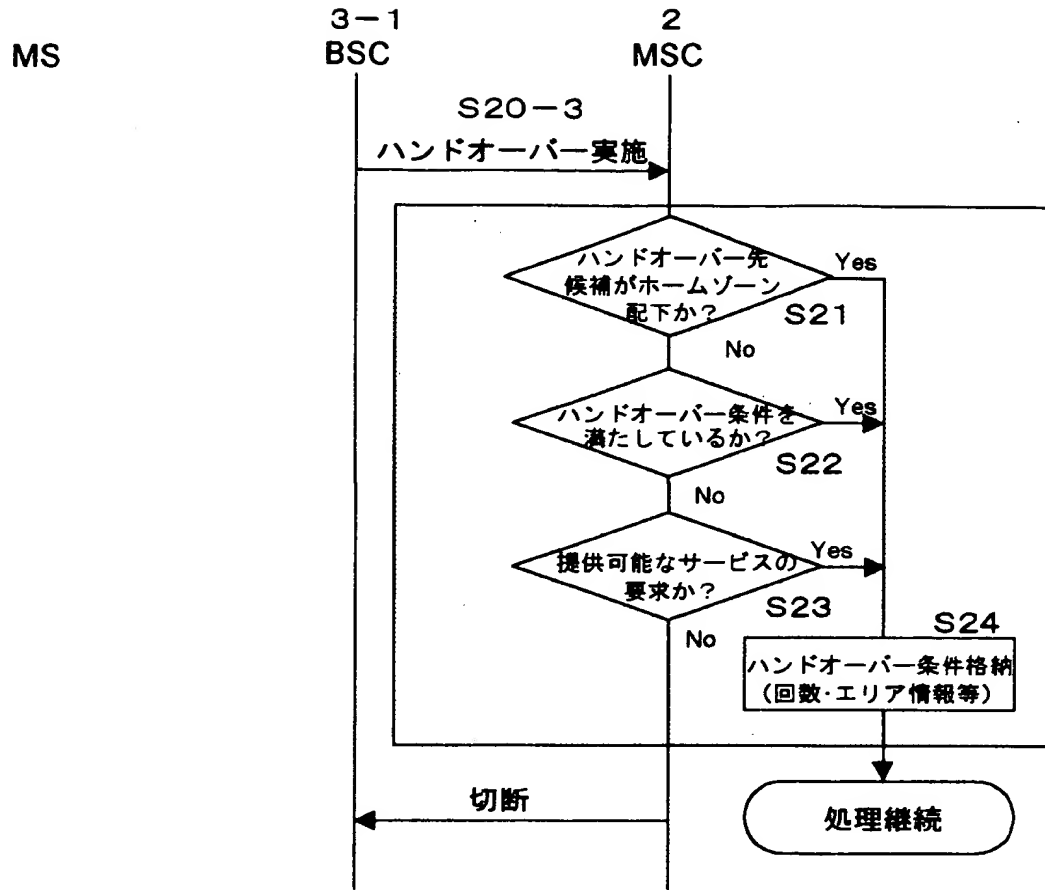 3−1
2
MS
BSC
MSC
S20−3
ハンドオーバー実施
ハンドオーバー先
候補がホームゾーン
配下か?
Yes
S21
No
ハンドオーバー条件を
満たしているか?
Yes
S22
No
提供可能なサービスの
要求か?
Yes
S23
No
S24
ハンドオーバー条件格納
(回数・エリア情報等)
切断
処理継続